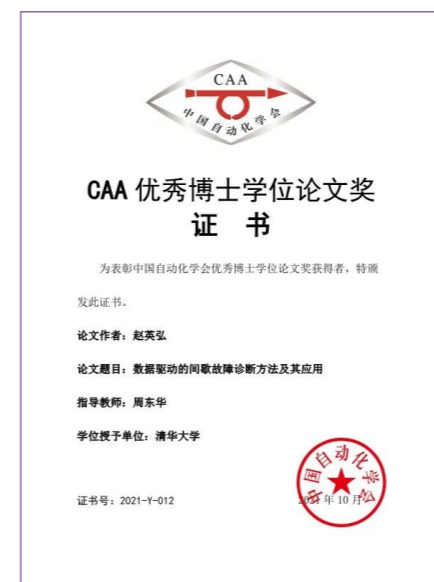 CAA
中国自动化学会
CAA 优秀博士学位论文奖
证 书
为表彰中国自动化学会优秀博士学位论文奖获得者，特颁
发此证书。
论文作者：赵英弘
论文题目：数据驱动的间歇故障诊断方法及其应用
指导教师：周东华
学位授予单位：清华大学
中国自动化学会
证书号：2021-Y-012
2021 年 10 月